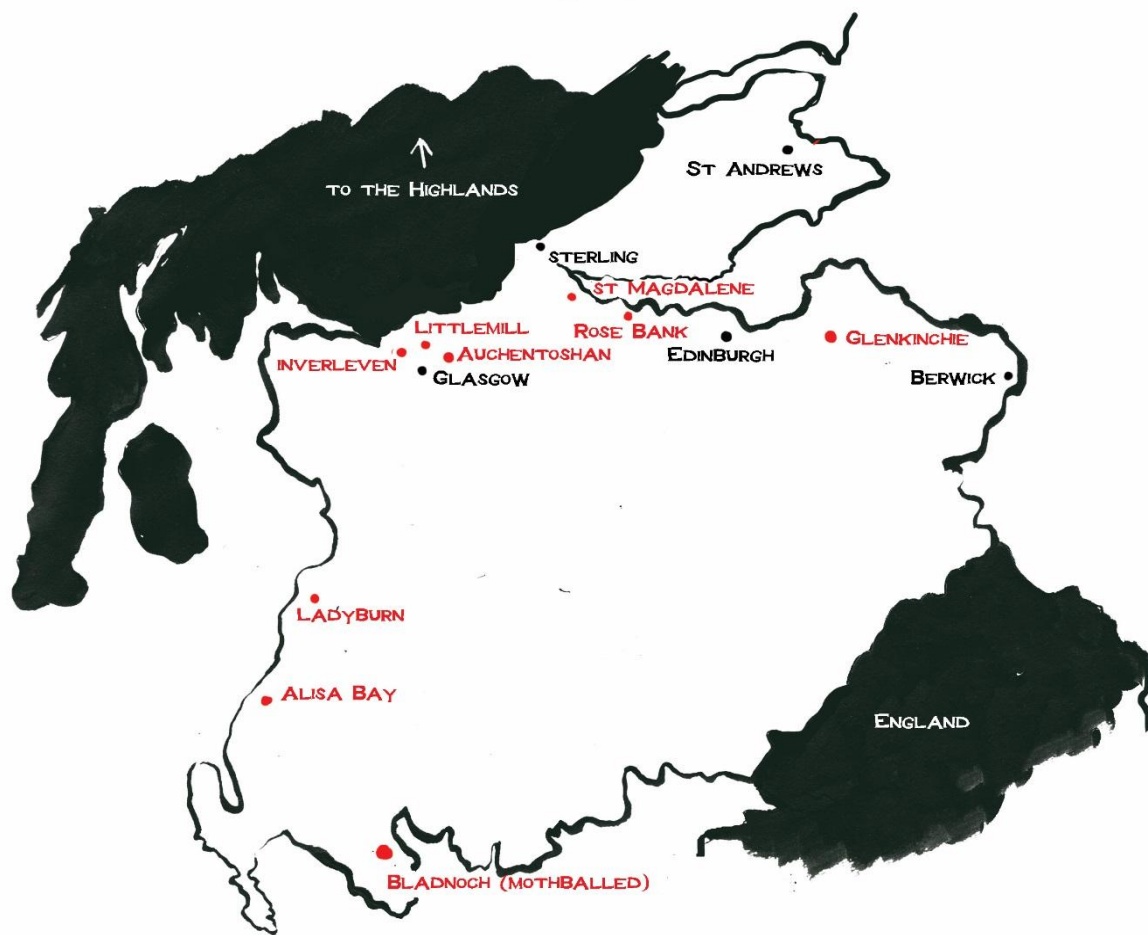 St Andrews
to the Highlands
Sterling
St Magdalene
Littlemill
Rose Bank
Edinburgh
Glenkinchie
Inverleven
Auchentoshan
Glasgow
Berwick
Ladyburn
Alisa Bay
England
Bladnoch (mothballed)